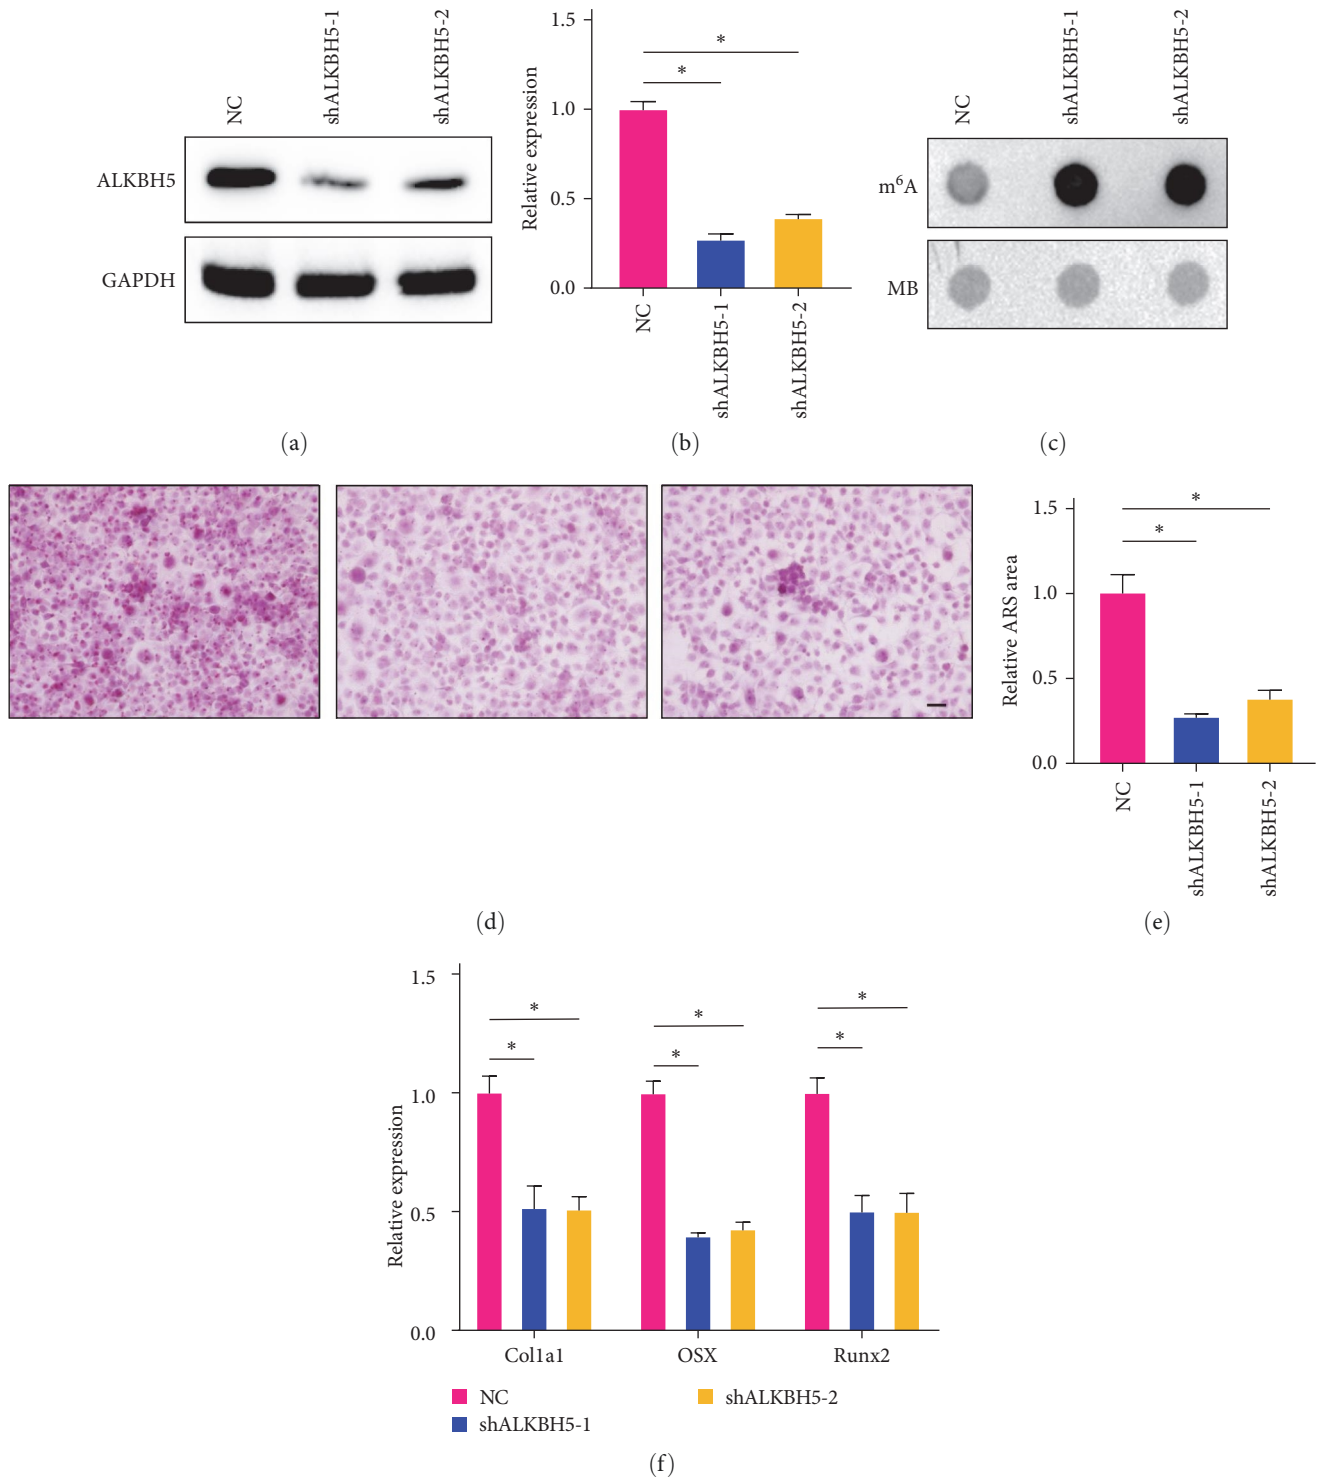 NC
shALKBH5-1
shALKBH5-2
ALKBH5
GAPDH
(a)
Relative expression
1.5
1.0
0.5
0.0
*
*
NC
shALKBH5-1
shALKBH5-2
(b)
NC
shALKBH5-1
shALKBH5-2
m⁶A
MB
(c)
(d)
Relative ARS area
1.5
1.0
0.5
0.0
*
*
NC
shALKBH5-1
shALKBH5-2
(e)
Relative expression
1.5
1.0
0.5
0.0
*
*
*
*
*
*
Col1a1
OSX
Runx2
NC
shALKBH5-1
shALKBH5-2
(f)